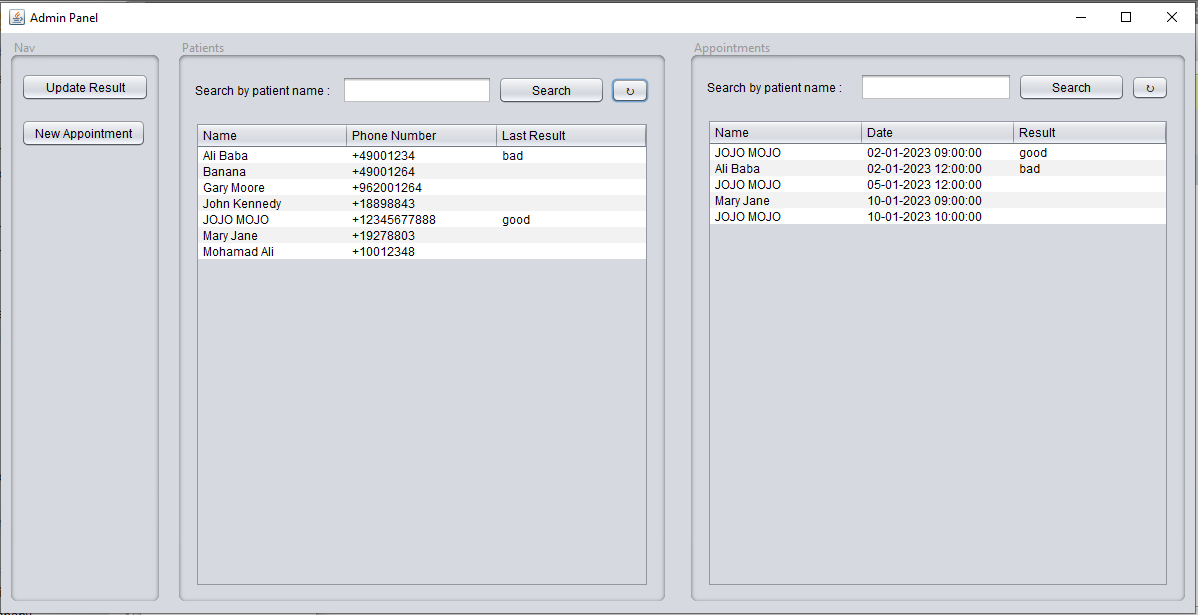 Admin Panel
Nav
Update Result
New Appointment
Patients
Search by patient name :
Search
↻
Name Phone Number Last Result
Ali Baba +49001234 bad
Banana +49001264
Gary Moore +962001264
John Kennedy +18898843
JOJO MOJO +12345677888 good
Mary Jane +19278803
Mohamad Ali +10012348
Appointments
Search by patient name :
Search
↻
Name Date Result
JOJO MOJO 02-01-2023 09:00:00 good
Ali Baba 02-01-2023 12:00:00 bad
JOJO MOJO 05-01-2023 12:00:00
Mary Jane 10-01-2023 09:00:00
JOJO MOJO 10-01-2023 10:00:00